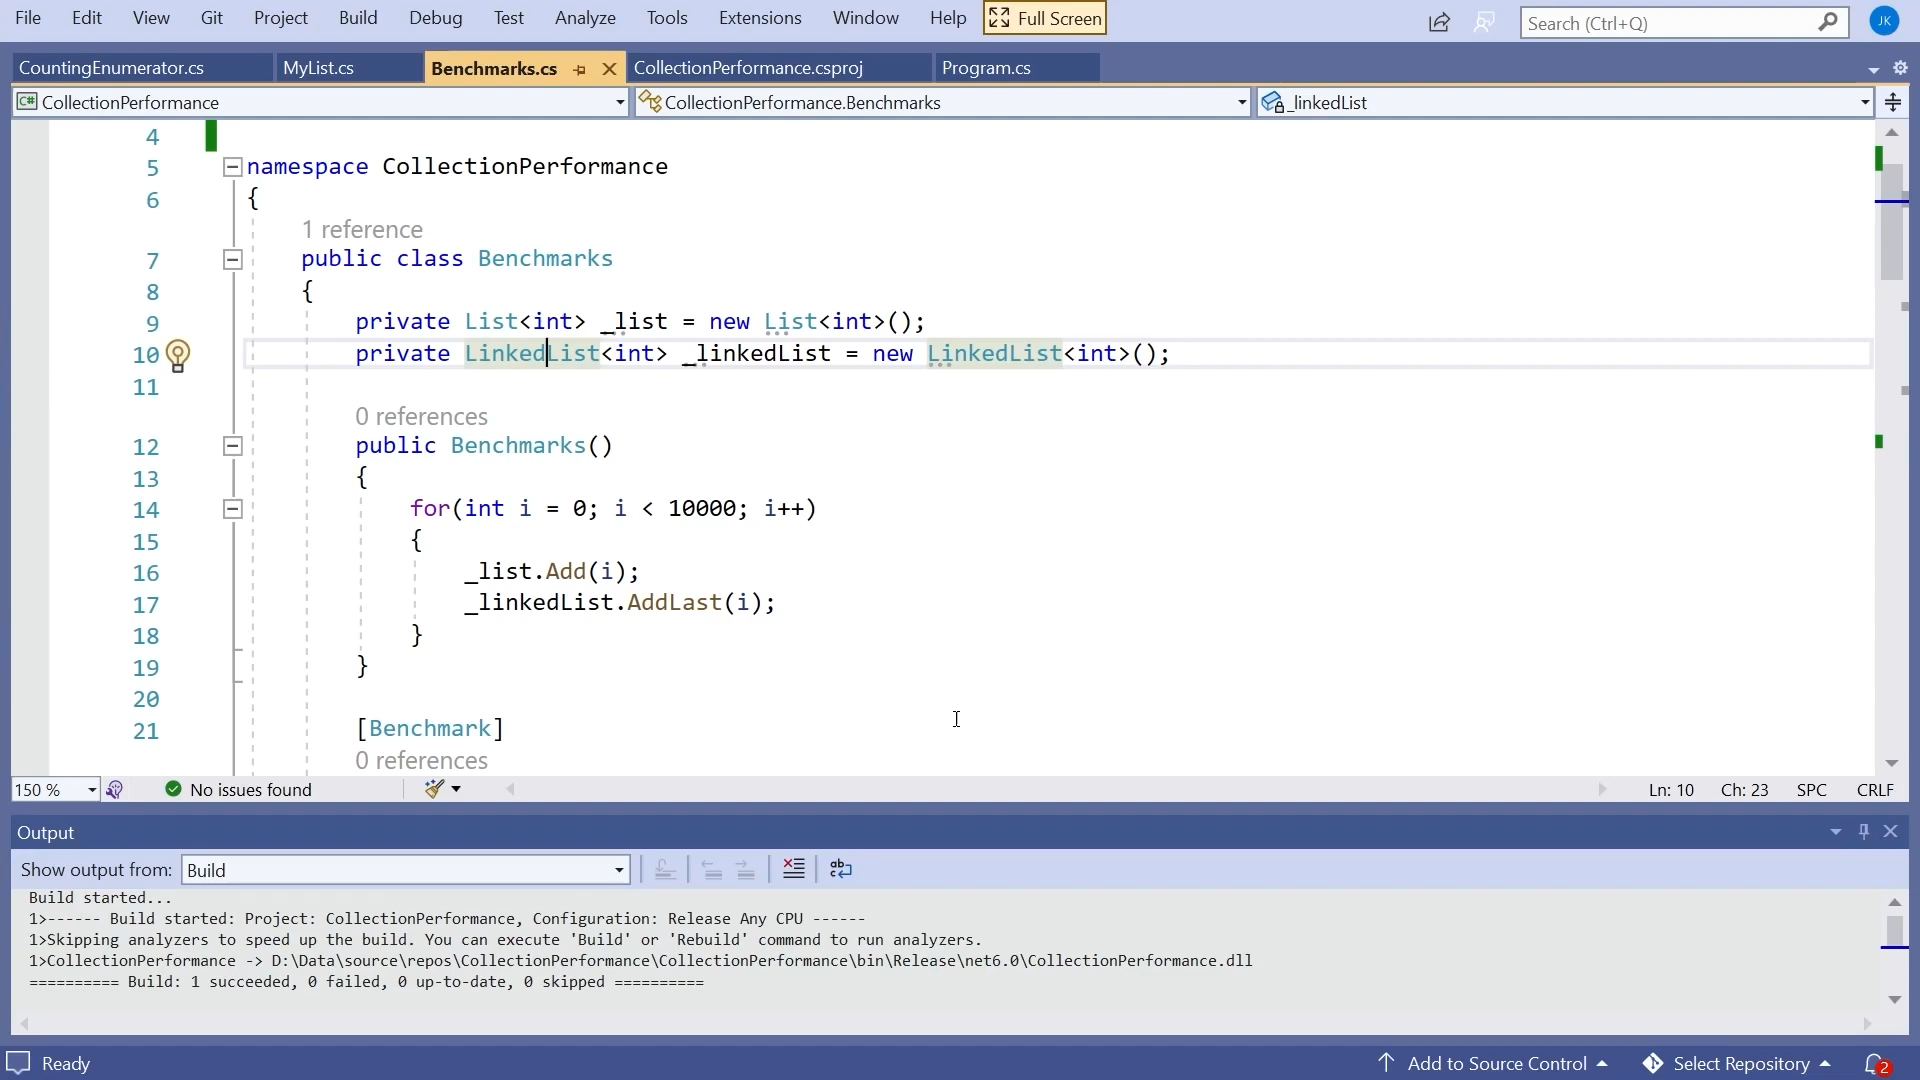 File Edit View Git Project Build Debug Test Analyze Tools Extensions Window Help Full Screen Search (Ctrl+Q) JK
CountingEnumerator.cs MyList.cs Benchmarks.cs CollectionPerformance.csproj Program.cs
C# CollectionPerformance CollectionPerformance.Benchmarks _linkedList
4
5 namespace CollectionPerformance
6 {
1 reference
7 public class Benchmarks
8 {
9 private List<int> _list = new List<int>();
10 private LinkedList<int> _linkedList = new LinkedList<int>();
11
0 references
12 public Benchmarks()
13 {
14 for(int i = 0; i < 10000; i++)
15 {
16 _list.Add(i);
17 _linkedList.AddLast(i);
18 }
19 }
20
21 [Benchmark]
0 references
150 % No issues found Ln: 10 Ch: 23 SPC CRLF
Output
Show output from: Build
Build started...
1>------ Build started: Project: CollectionPerformance, Configuration: Release Any CPU ------
1>Skipping analyzers to speed up the build. You can execute 'Build' or 'Rebuild' command to run analyzers.
1>CollectionPerformance -> D:\Data\source\repos\CollectionPerformance\CollectionPerformance\bin\Release\net6.0\CollectionPerformance.dll
========== Build: 1 succeeded, 0 failed, 0 up-to-date, 0 skipped ==========
Ready Add to Source Control Select Repository 2